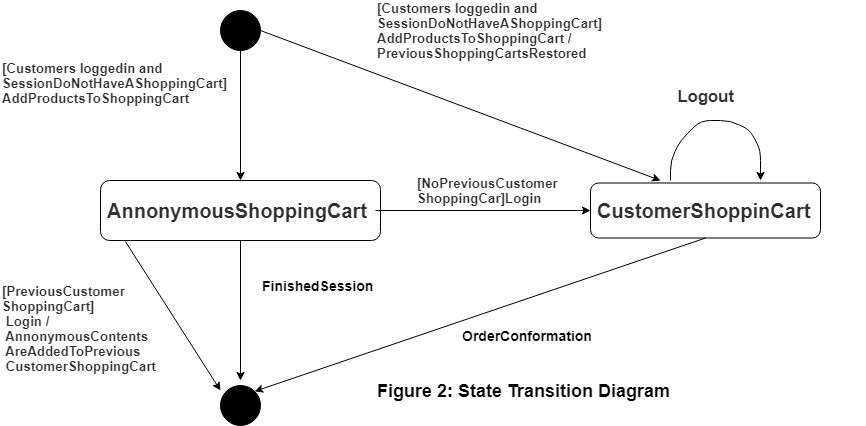 [Customers loggedin and
SessionDoNotHaveAShoppingCart]
AddProductsToShoppingCart /
PreviousShoppingCartsRestored
[Customers loggedin and
SessionDoNotHaveAShoppingCart]
AddProductsToShoppingCart
Logout
[NoPreviousCustomer
ShoppingCar]Login
AnnonymousShoppingCart
CustomerShoppinCart
[PreviousCustomer
ShoppingCart]
Login /
AnnonymousContents
AreAddedToPrevious
CustomerShoppingCart
FinishedSession
OrderConformation
Figure 2: State Transition Diagram